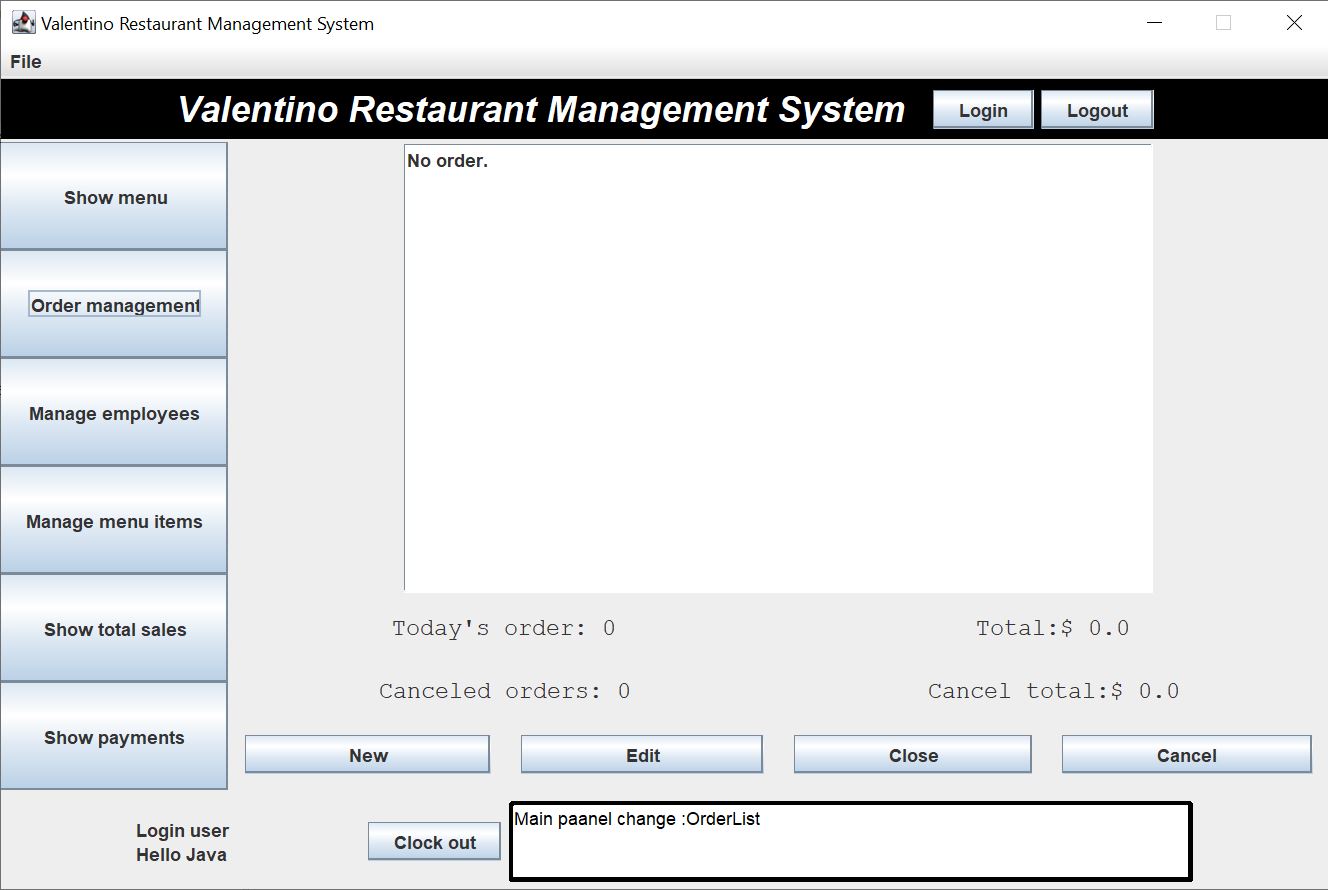 Valentino Restaurant Management System
File
Valentino Restaurant Management System
Login
Logout
Show menu
Order management
Manage employees
Manage menu items
Show total sales
Show payments
No order.
Today's order: 0
Total:$ 0.0
Canceled orders: 0
Cancel total:$ 0.0
New
Edit
Close
Cancel
Login user
Hello Java
Clock out
Main paanel change :OrderList